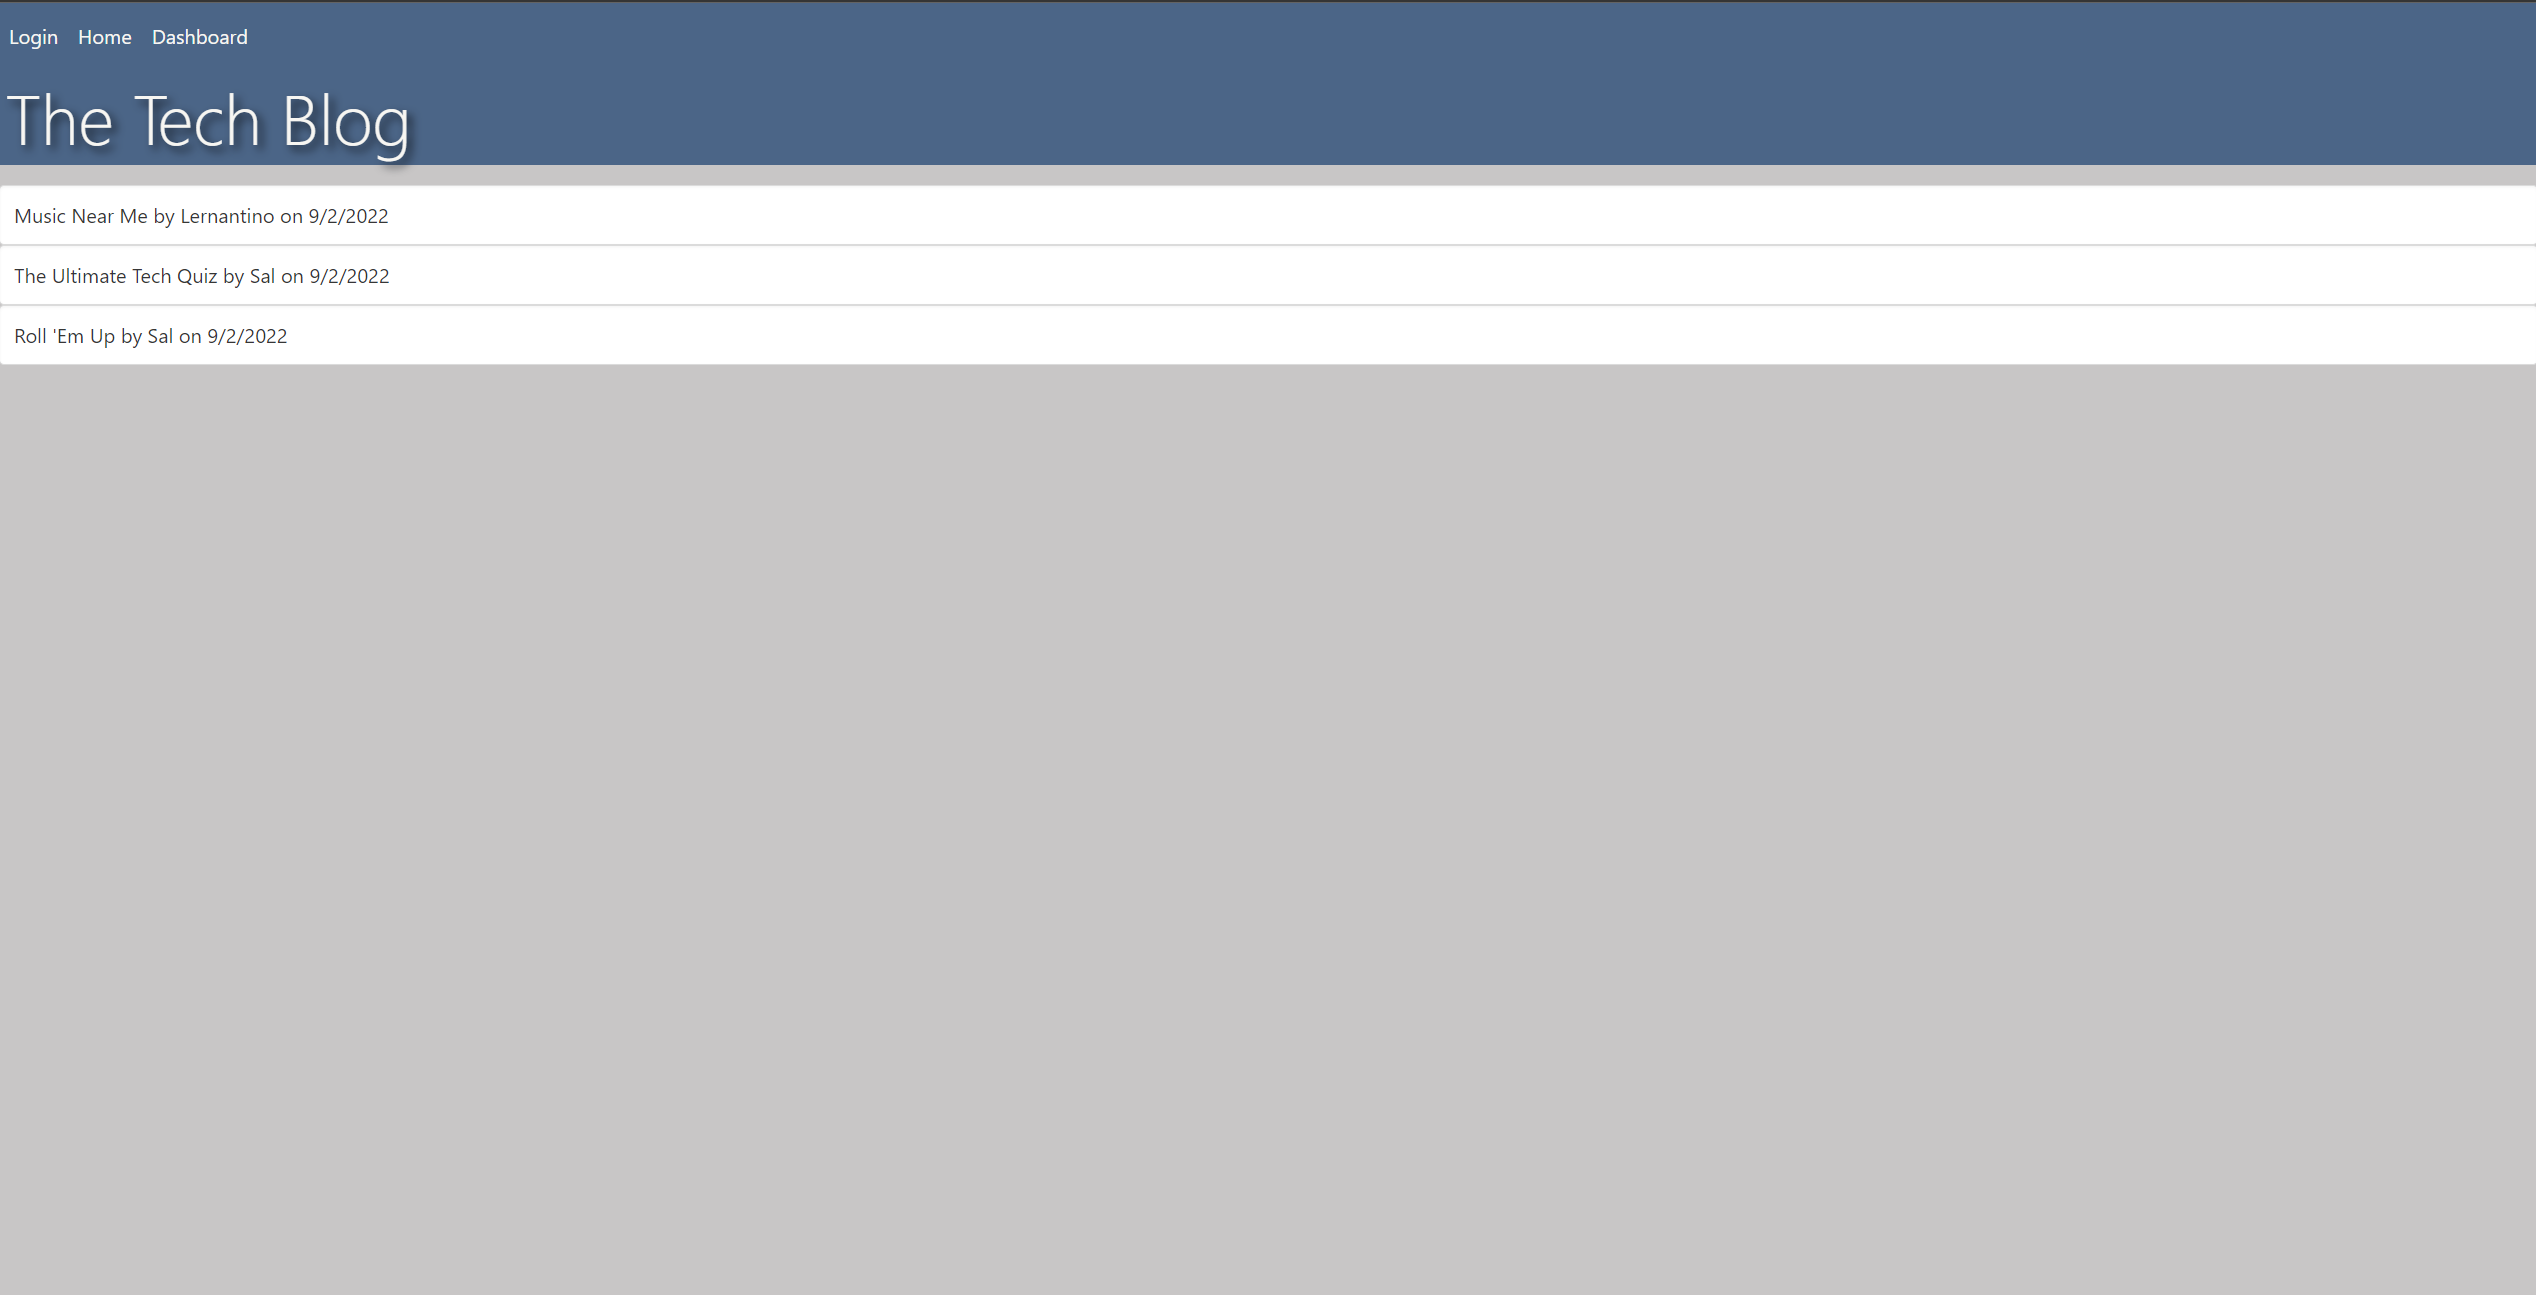 Login Home Dashboard
The Tech Blog
Music Near Me by Lernantino on 9/2/2022
The Ultimate Tech Quiz by Sal on 9/2/2022
Roll 'Em Up by Sal on 9/2/2022